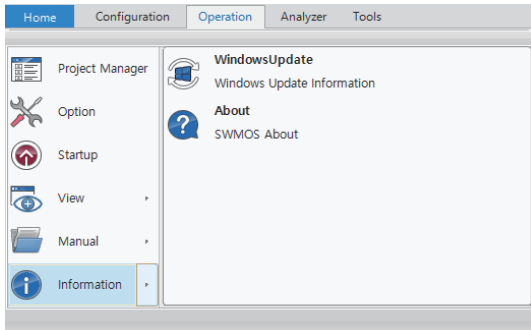 Home Configuration Operation Analyzer Tools
Project Manager
Option
Startup
View
Manual
Information
WindowsUpdate
Windows Update Information
About
SWMOS About